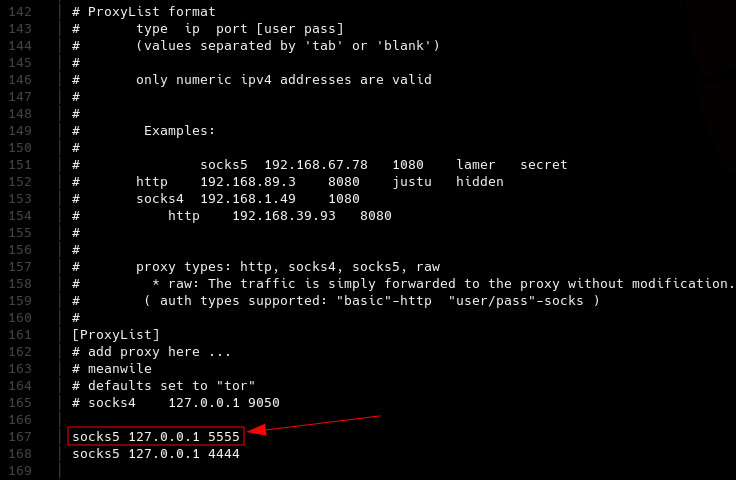 142 # ProxyList format
143 #       type  ip  port [user pass]
144 #       (values separated by 'tab' or 'blank')
145 #
146 #       only numeric ipv4 addresses are valid
147 #
148 #
149 #        Examples:
150 #
151 #               socks5  192.168.67.78   1080    lamer   secret
152 #       http    192.168.89.3    8080    justu   hidden
153 #       socks4  192.168.1.49    1080
154 #           http    192.168.39.93   8080
155 #
156 #
157 #       proxy types: http, socks4, socks5, raw
158 #         * raw: The traffic is simply forwarded to the proxy without modification.
159 #        ( auth types supported: "basic"-http  "user/pass"-socks )
160 #
161 [ProxyList]
162 # add proxy here ...
163 # meanwile
164 # defaults set to "tor"
165 # socks4    127.0.0.1 9050
166
167 socks5 127.0.0.1 5555
168 socks5 127.0.0.1 4444
169